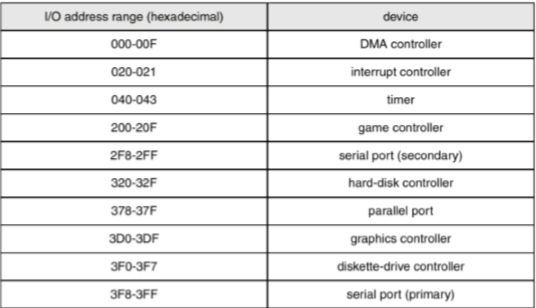 I/O address range (hexadecimal) device
000-00F DMA controller
020-021 interrupt controller
040-043 timer
200-20F game controller
2F8-2FF serial port (secondary)
320-32F hard-disk controller
378-37F parallel port
3D0-3DF graphics controller
3F0-3F7 diskette-drive controller
3F8-3FF serial port (primary)